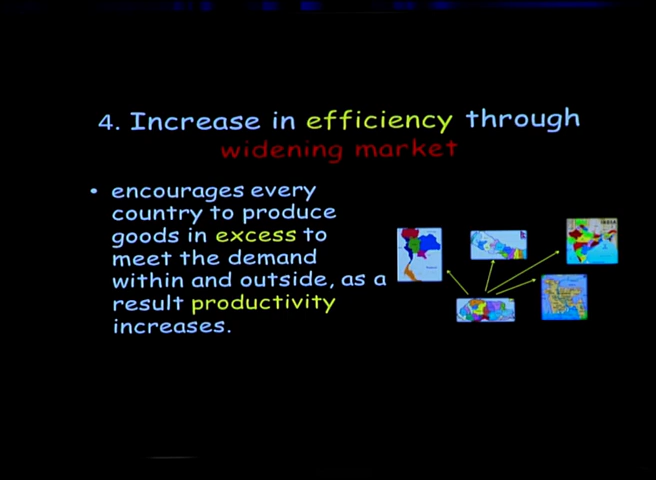 4. Increase in efficiency through
widening market
• encourages every
country to produce
goods in excess to
meet the demand
within and outside, as a
result productivity
increases.